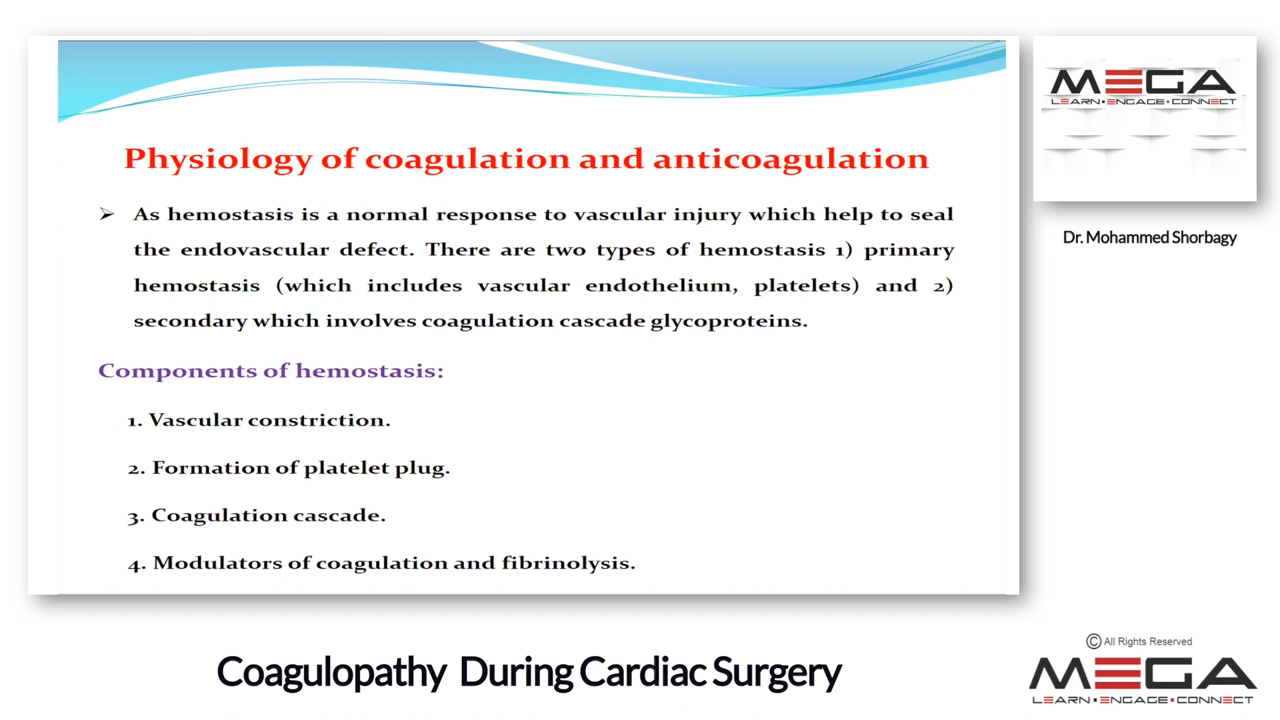 Physiology of coagulation and anticoagulation
➢ As hemostasis is a normal response to vascular injury which help to seal
the endovascular defect. There are two types of hemostasis 1) primary
hemostasis (which includes vascular endothelium, platelets) and 2)
secondary which involves coagulation cascade glycoproteins.
Components of hemostasis:
1. Vascular constriction.
2. Formation of platelet plug.
3. Coagulation cascade.
4. Modulators of coagulation and fibrinolysis.
MEGA
LEARN•ENGAGE•CONNECT
Dr. Mohammed Shorbagy
Coagulopathy During Cardiac Surgery
© All Rights Reserved
MEGA
LEARN•ENGAGE•CONNECT